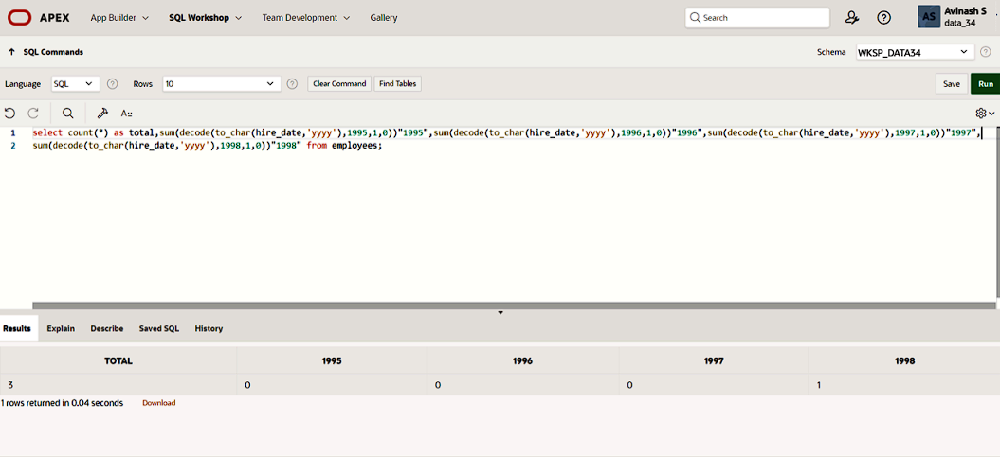 APEX App Builder SQL Workshop Team Development Gallery Search Avinash S
AS data_34
SQL Commands Schema WKSP_DATA34
Language SQL Rows 10 Clear Command Find Tables Save Run
A::
1 select count(*) as total,sum(decode(to_char(hire_date,'yyyy'),1995,1,0))"1995",sum(decode(to_char(hire_date,'yyyy'),1996,1,0))"1996",sum(decode(to_char(hire_date,'yyyy'),1997,1,0))"1997",
2 sum(decode(to_char(hire_date,'yyyy'),1998,1,0))"1998" from employees;
Results Explain Describe Saved SQL History
TOTAL 1995 1996 1997 1998
3 0 0 0 1
1 rows returned in 0.04 seconds Download